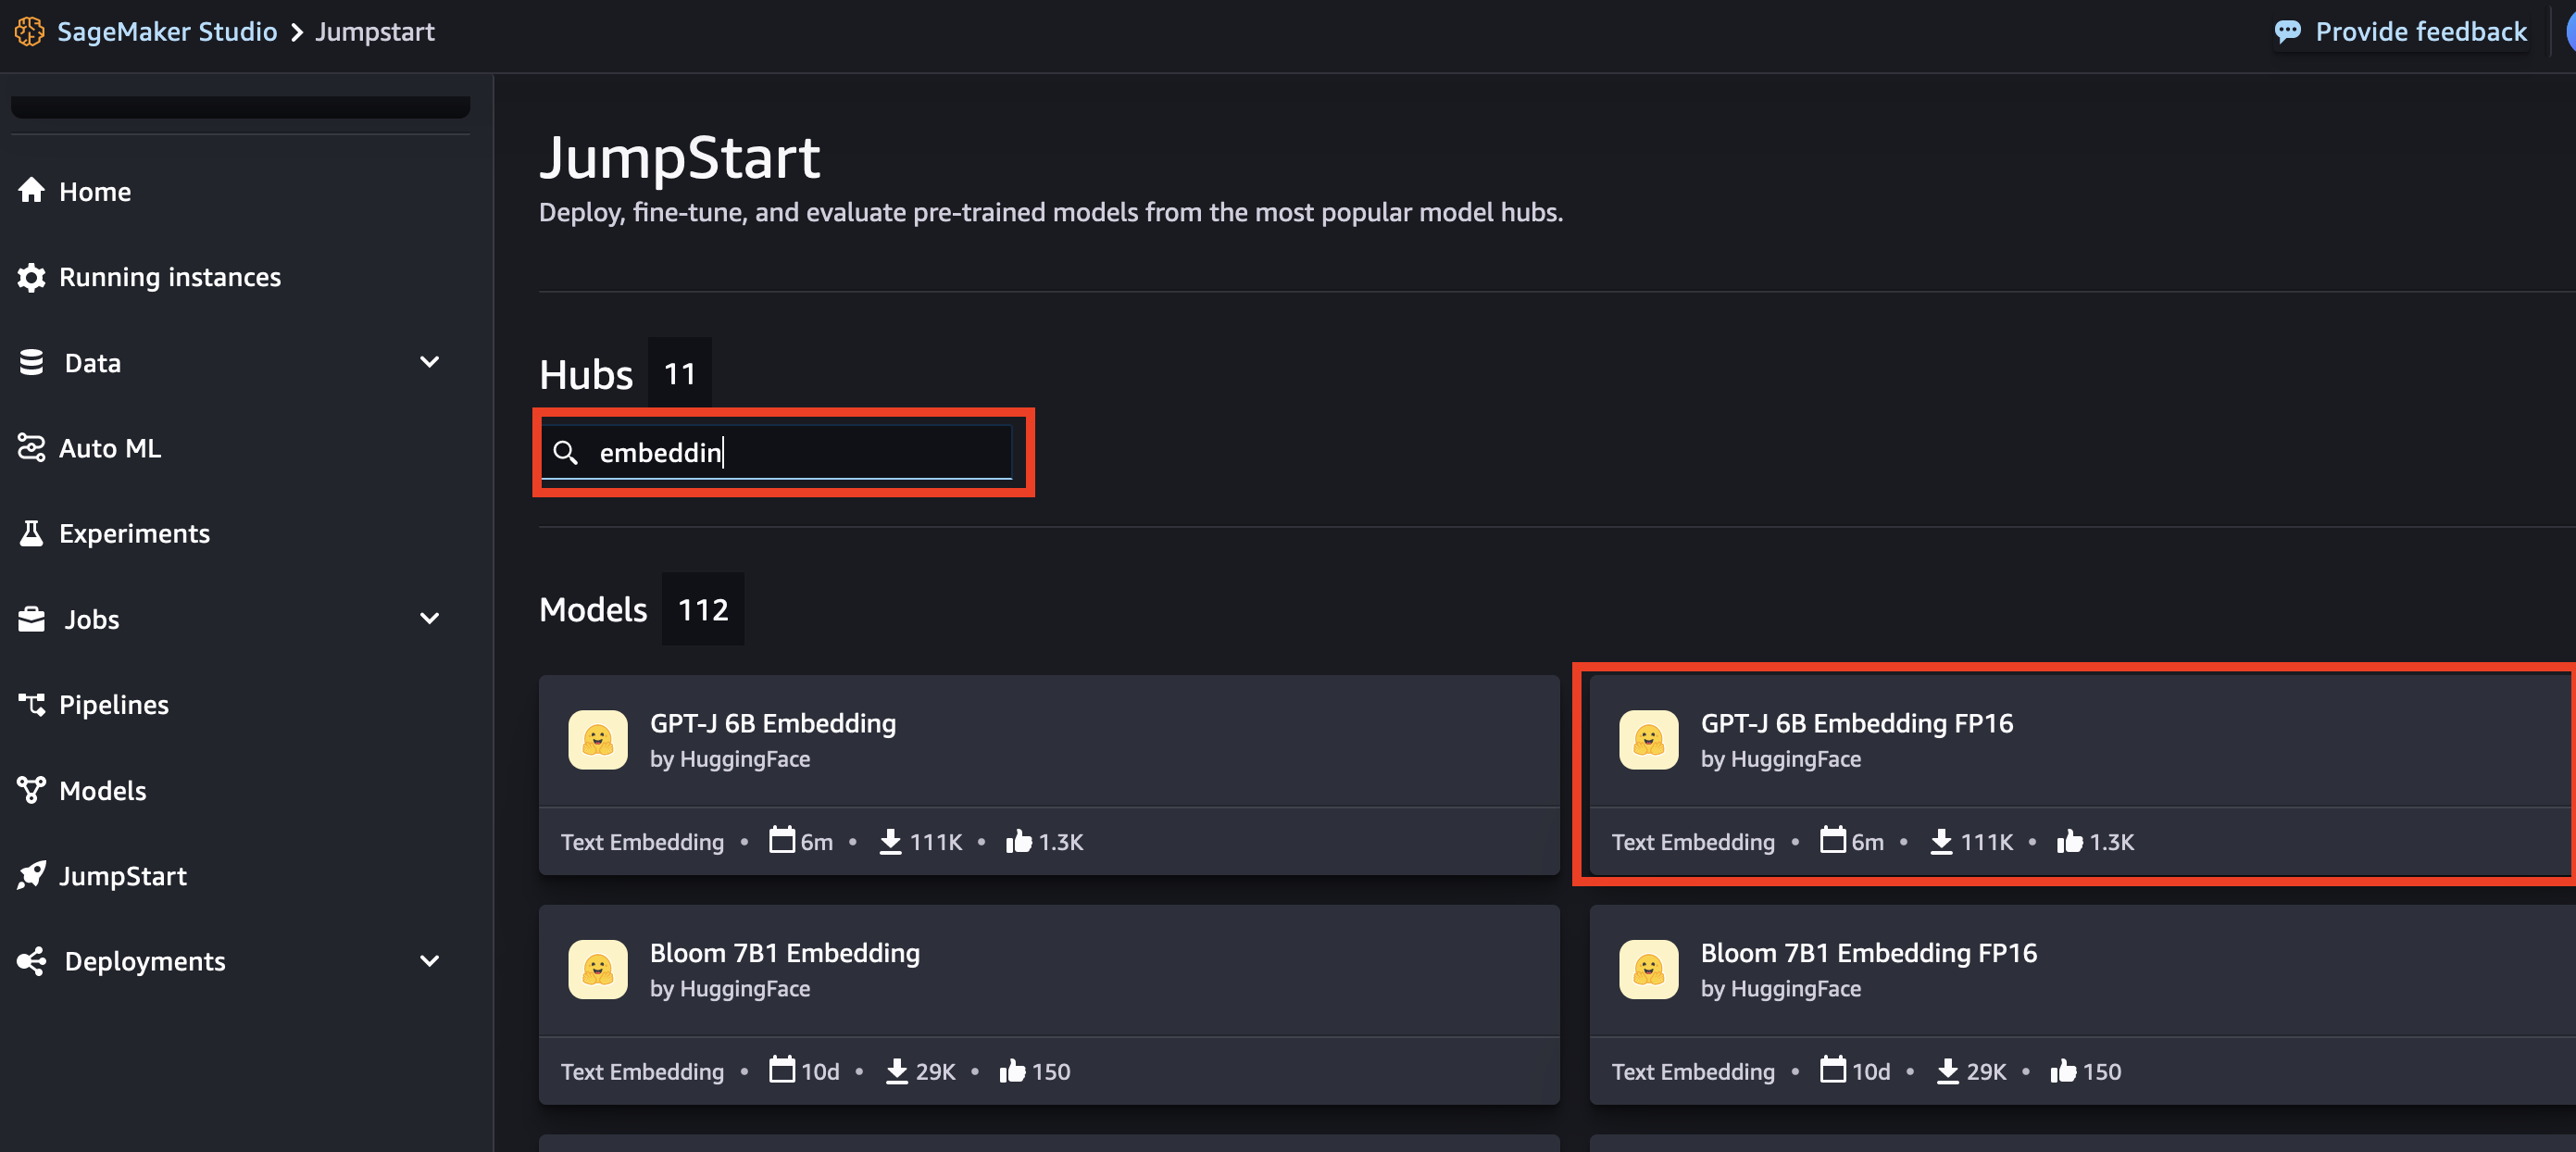 SageMaker Studio > Jumpstart
Provide feedback
Home
Running instances
Data
Auto ML
Experiments
Jobs
Pipelines
Models
JumpStart
Deployments
JumpStart
Deploy, fine-tune, and evaluate pre-trained models from the most popular model hubs.
Hubs 11
embeddin
Models 112
GPT-J 6B Embedding
by HuggingFace
Text Embedding • 6m • 111K • 1.3K
GPT-J 6B Embedding FP16
by HuggingFace
Text Embedding • 6m • 111K • 1.3K
Bloom 7B1 Embedding
by HuggingFace
Text Embedding • 10d • 29K • 150
Bloom 7B1 Embedding FP16
by HuggingFace
Text Embedding • 10d • 29K • 150